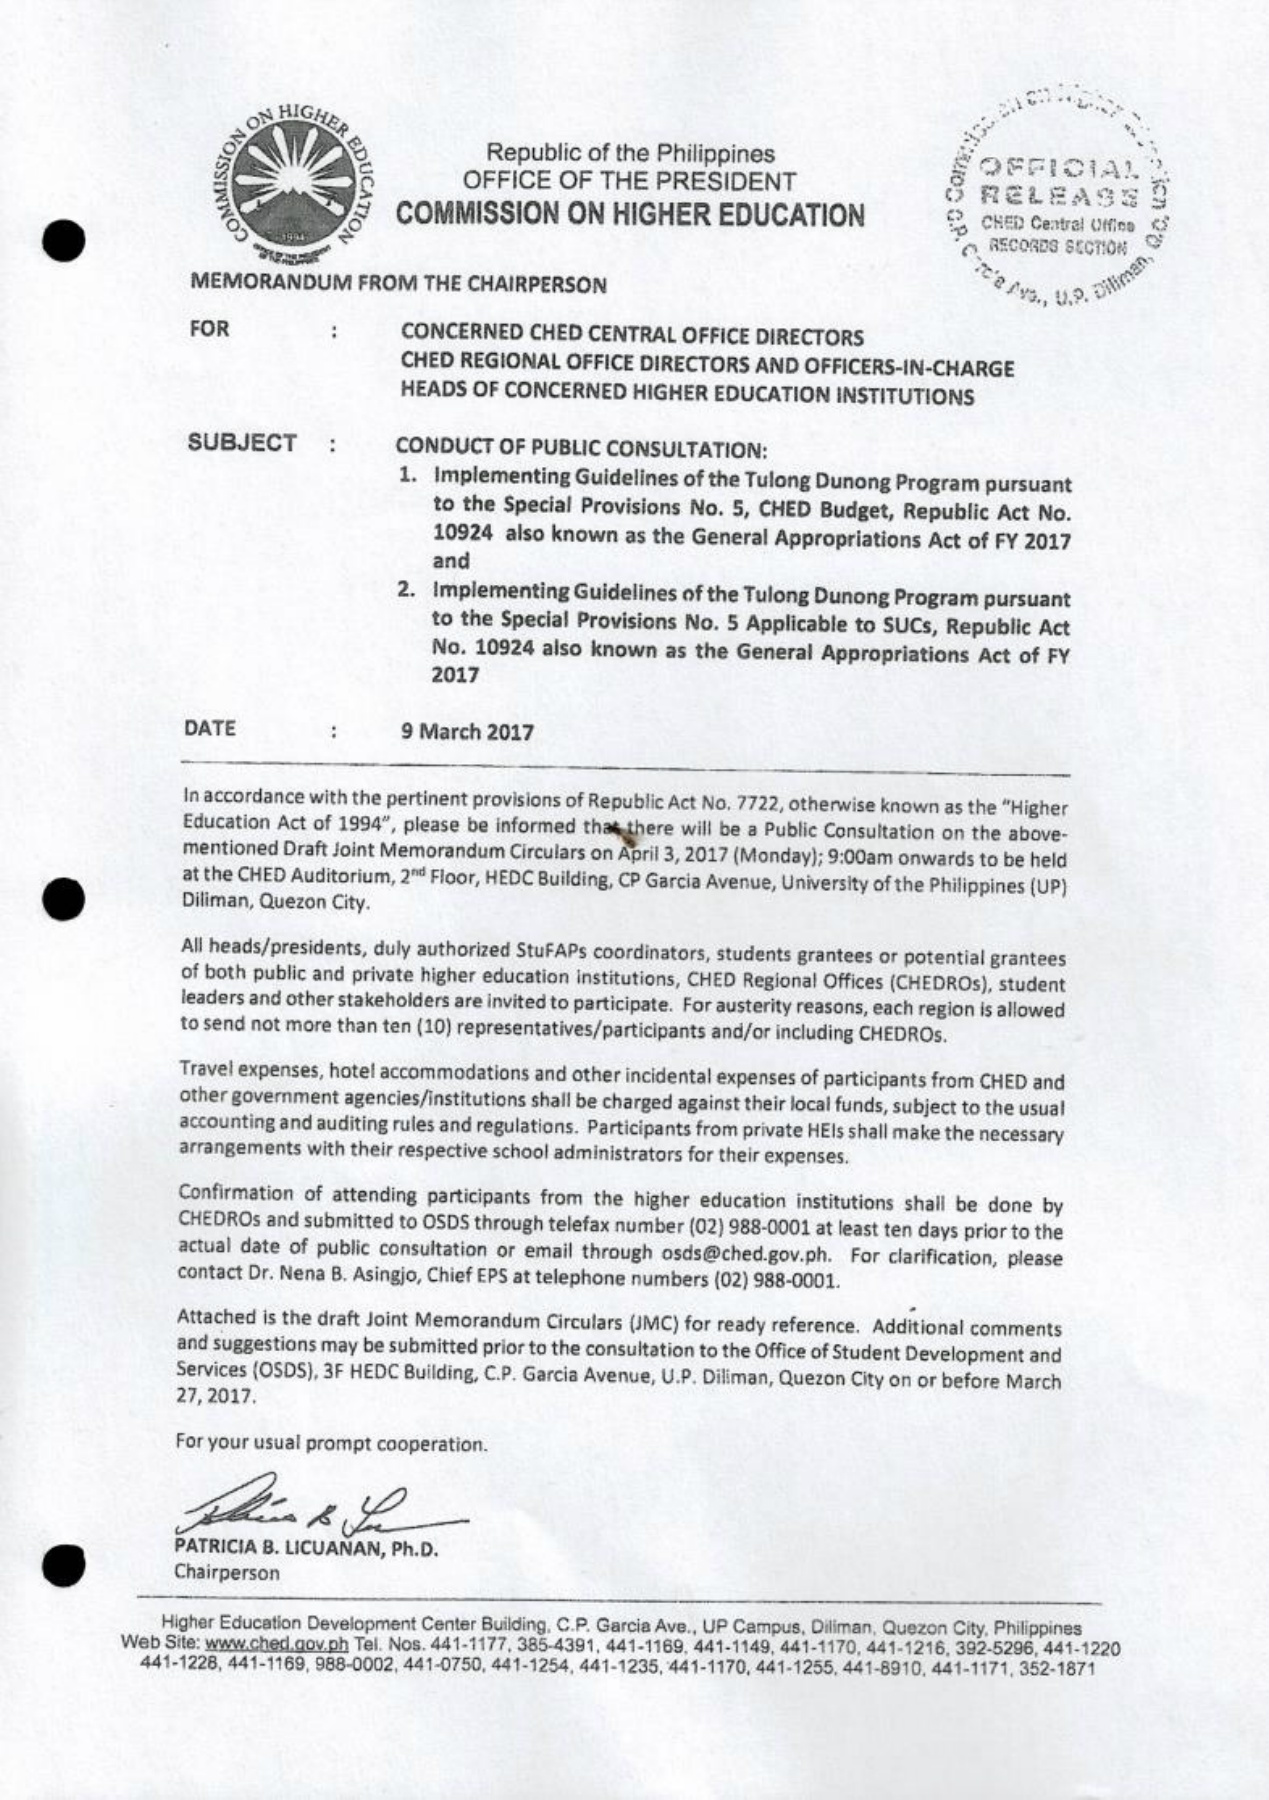 COMMISSION ON HIGHER EDUCATION
1994
OFFICE OF THE PRESIDENT
OF THE PHILIPPINES
Republic of the Philippines
OFFICE OF THE PRESIDENT
COMMISSION ON HIGHER EDUCATION
OFFICIAL
RELEASE
CHED Central Office
RECORDS SECTION
C.P. Garcia Ave., U.P. Diliman,
MEMORANDUM FROM THE CHAIRPERSON
FOR : CONCERNED CHED CENTRAL OFFICE DIRECTORS
CHED REGIONAL OFFICE DIRECTORS AND OFFICERS-IN-CHARGE
HEADS OF CONCERNED HIGHER EDUCATION INSTITUTIONS
SUBJECT : CONDUCT OF PUBLIC CONSULTATION:
1. Implementing Guidelines of the Tulong Dunong Program pursuant
to the Special Provisions No. 5, CHED Budget, Republic Act No.
10924 also known as the General Appropriations Act of FY 2017
and
2. Implementing Guidelines of the Tulong Dunong Program pursuant
to the Special Provisions No. 5 Applicable to SUCs, Republic Act
No. 10924 also known as the General Appropriations Act of FY
2017
DATE : 9 March 2017
In accordance with the pertinent provisions of Republic Act No. 7722, otherwise known as the “Higher
Education Act of 1994”, please be informed that there will be a Public Consultation on the above-
mentioned Draft Joint Memorandum Circulars on April 3, 2017 (Monday); 9:00am onwards to be held
at the CHED Auditorium, 2nd Floor, HEDC Building, CP Garcia Avenue, University of the Philippines (UP)
Diliman, Quezon City.
All heads/presidents, duly authorized StuFAPs coordinators, students grantees or potential grantees
of both public and private higher education institutions, CHED Regional Offices (CHEDROs), student
leaders and other stakeholders are invited to participate. For austerity reasons, each region is allowed
to send not more than ten (10) representatives/participants and/or including CHEDROs.
Travel expenses, hotel accommodations and other incidental expenses of participants from CHED and
other government agencies/institutions shall be charged against their local funds, subject to the usual
accounting and auditing rules and regulations. Participants from private HEIs shall make the necessary
arrangements with their respective school administrators for their expenses.
Confirmation of attending participants from the higher education institutions shall be done by
CHEDROs and submitted to OSDS through telefax number (02) 988-0001 at least ten days prior to the
actual date of public consultation or email through osds@ched.gov.ph. For clarification, please
contact Dr. Nena B. Asingjo, Chief EPS at telephone numbers (02) 988-0001.
Attached is the draft Joint Memorandum Circulars (JMC) for ready reference. Additional comments
and suggestions may be submitted prior to the consultation to the Office of Student Development and
Services (OSDS), 3F HEDC Building, C.P. Garcia Avenue, U.P. Diliman, Quezon City on or before March
27, 2017.
For your usual prompt cooperation.
PATRICIA B. LICUANAN, Ph.D.
Chairperson
Higher Education Development Center Building, C.P. Garcia Ave., UP Campus, Diliman, Quezon City, Philippines
Web Site: www.ched.gov.ph Tel. Nos. 441-1177, 385-4391, 441-1169, 441-1149, 441-1170, 441-1216, 392-5296, 441-1220
441-1228, 441-1169, 988-0002, 441-0750, 441-1254, 441-1235, 441-1170, 441-1255, 441-8910, 441-1171, 352-1871